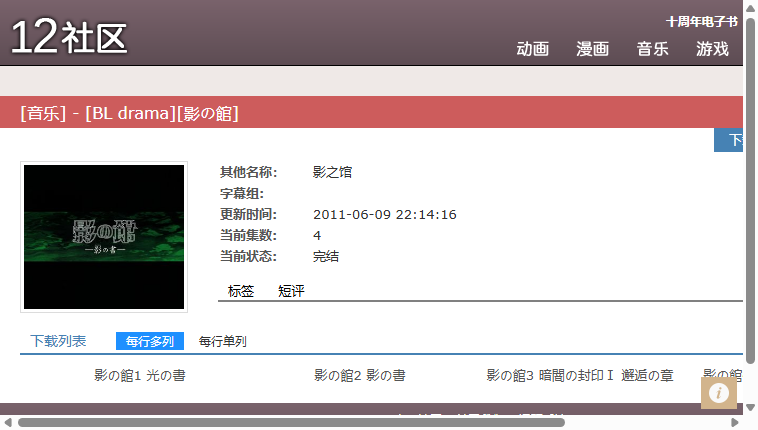 12社区
十周年电子书
动画 漫画 音乐 游戏
[音乐] - [BL drama][影の館]
下
影の館
—影の書—
其他名称： 影之馆
字幕组：
更新时间： 2011-06-09 22:14:16
当前集数： 4
当前状态： 完结
标签 短评
下载列表 每行多列 每行单列
影の館1 光の書 影の館2 影の書 影の館3 暗闇の封印Ⅰ 邂逅の章 影の館